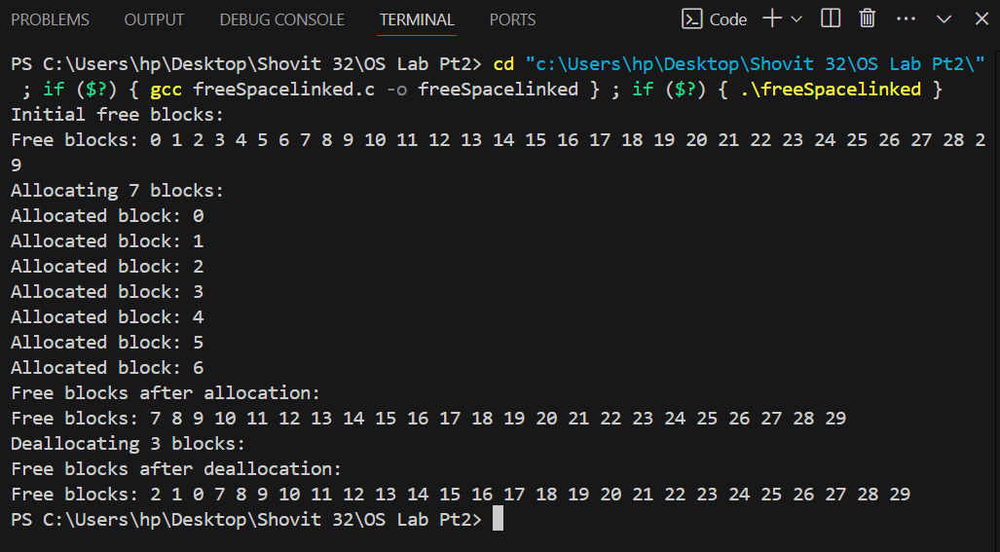 PROBLEMS OUTPUT DEBUG CONSOLE TERMINAL PORTS Code
PS C:\Users\hp\Desktop\Shovit 32\OS Lab Pt2> cd "c:\Users\hp\Desktop\Shovit 32\OS Lab Pt2\"
 ; if ($?) { gcc freeSpacelinked.c -o freeSpacelinked } ; if ($?) { .\freeSpacelinked }
Initial free blocks:
Free blocks: 0 1 2 3 4 5 6 7 8 9 10 11 12 13 14 15 16 17 18 19 20 21 22 23 24 25 26 27 28 2
9
Allocating 7 blocks:
Allocated block: 0
Allocated block: 1
Allocated block: 2
Allocated block: 3
Allocated block: 4
Allocated block: 5
Allocated block: 6
Free blocks after allocation:
Free blocks: 7 8 9 10 11 12 13 14 15 16 17 18 19 20 21 22 23 24 25 26 27 28 29
Deallocating 3 blocks:
Free blocks after deallocation:
Free blocks: 2 1 0 7 8 9 10 11 12 13 14 15 16 17 18 19 20 21 22 23 24 25 26 27 28 29
PS C:\Users\hp\Desktop\Shovit 32\OS Lab Pt2>